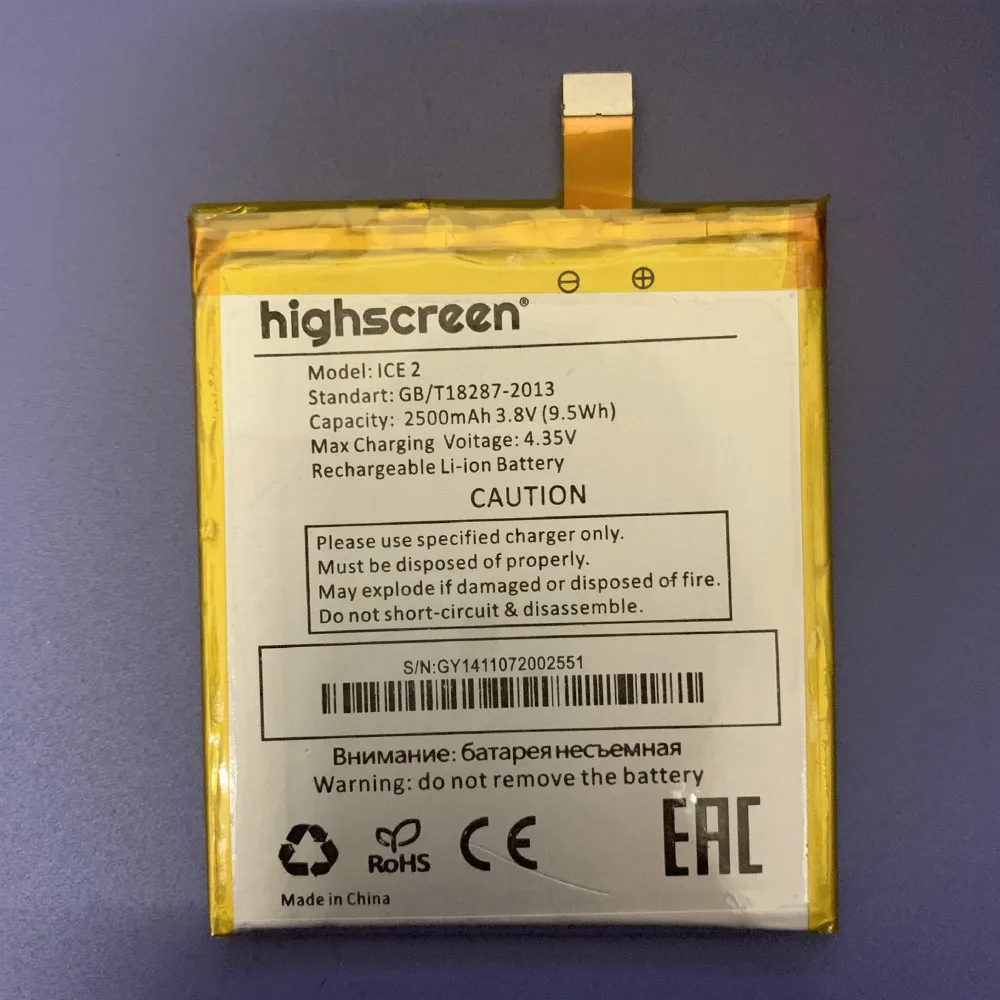 highscreen®
Model: ICE 2
Standart: GB/T18287-2013
Capacity: 2500mAh 3.8V (9.5Wh)
Max Charging Voitage: 4.35V
Rechargeable Li-ion Battery
CAUTION
Please use specified charger only.
Must be disposed of properly.
May explode if damaged or disposed of fire.
Do not short-circuit & disassemble.
S/N:GY1411072002551
Внимание: батарея несъемная
Warning: do not remove the battery
RoHS CE EAC
Made in China